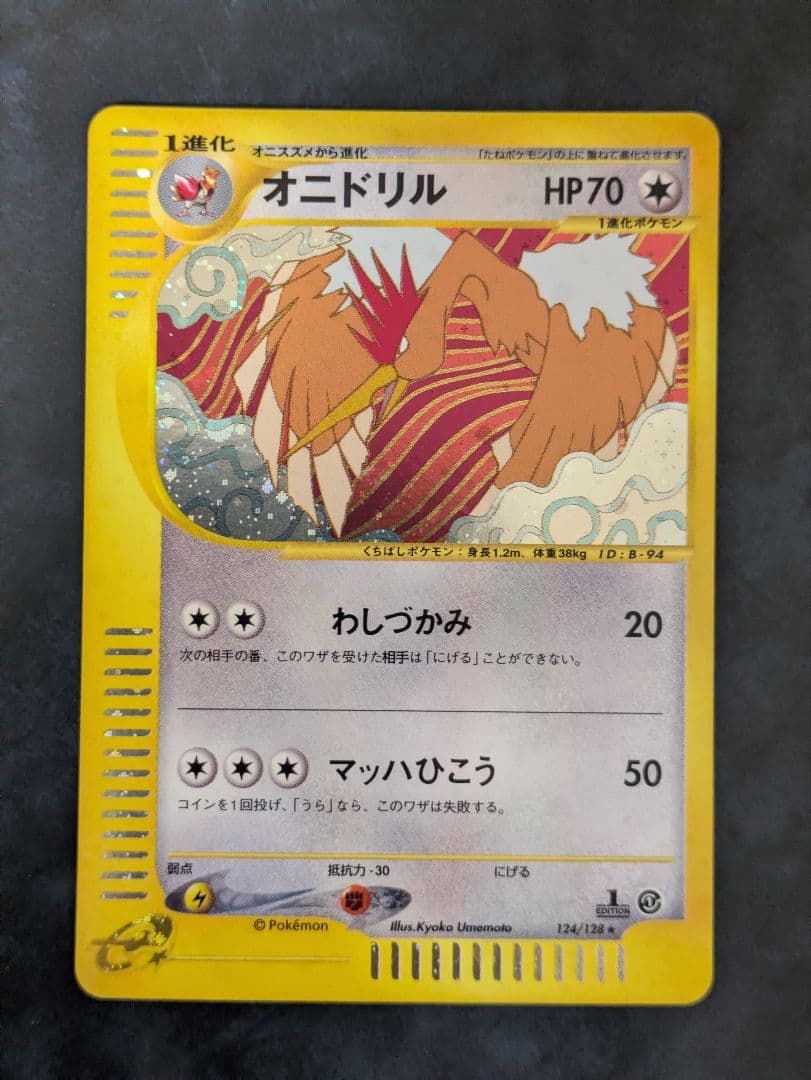 1進化
オニスズメから進化
「たねポケモン」の上に重ねて進化させます。
オニドリル
HP70
1進化ポケモン
くちばしポケモン：身長1.2m、体重38kg ID：B-94
わしづかみ 20
次の相手の番、このワザを受けた相手は「にげる」ことができない。
マッハひこう 50
コインを1回投げ、「うら」なら、このワザは失敗する。
弱点 抵抗力-30 にげる
1 EDITION
©Pokémon Illus.Kyoko Umemoto 124/128★